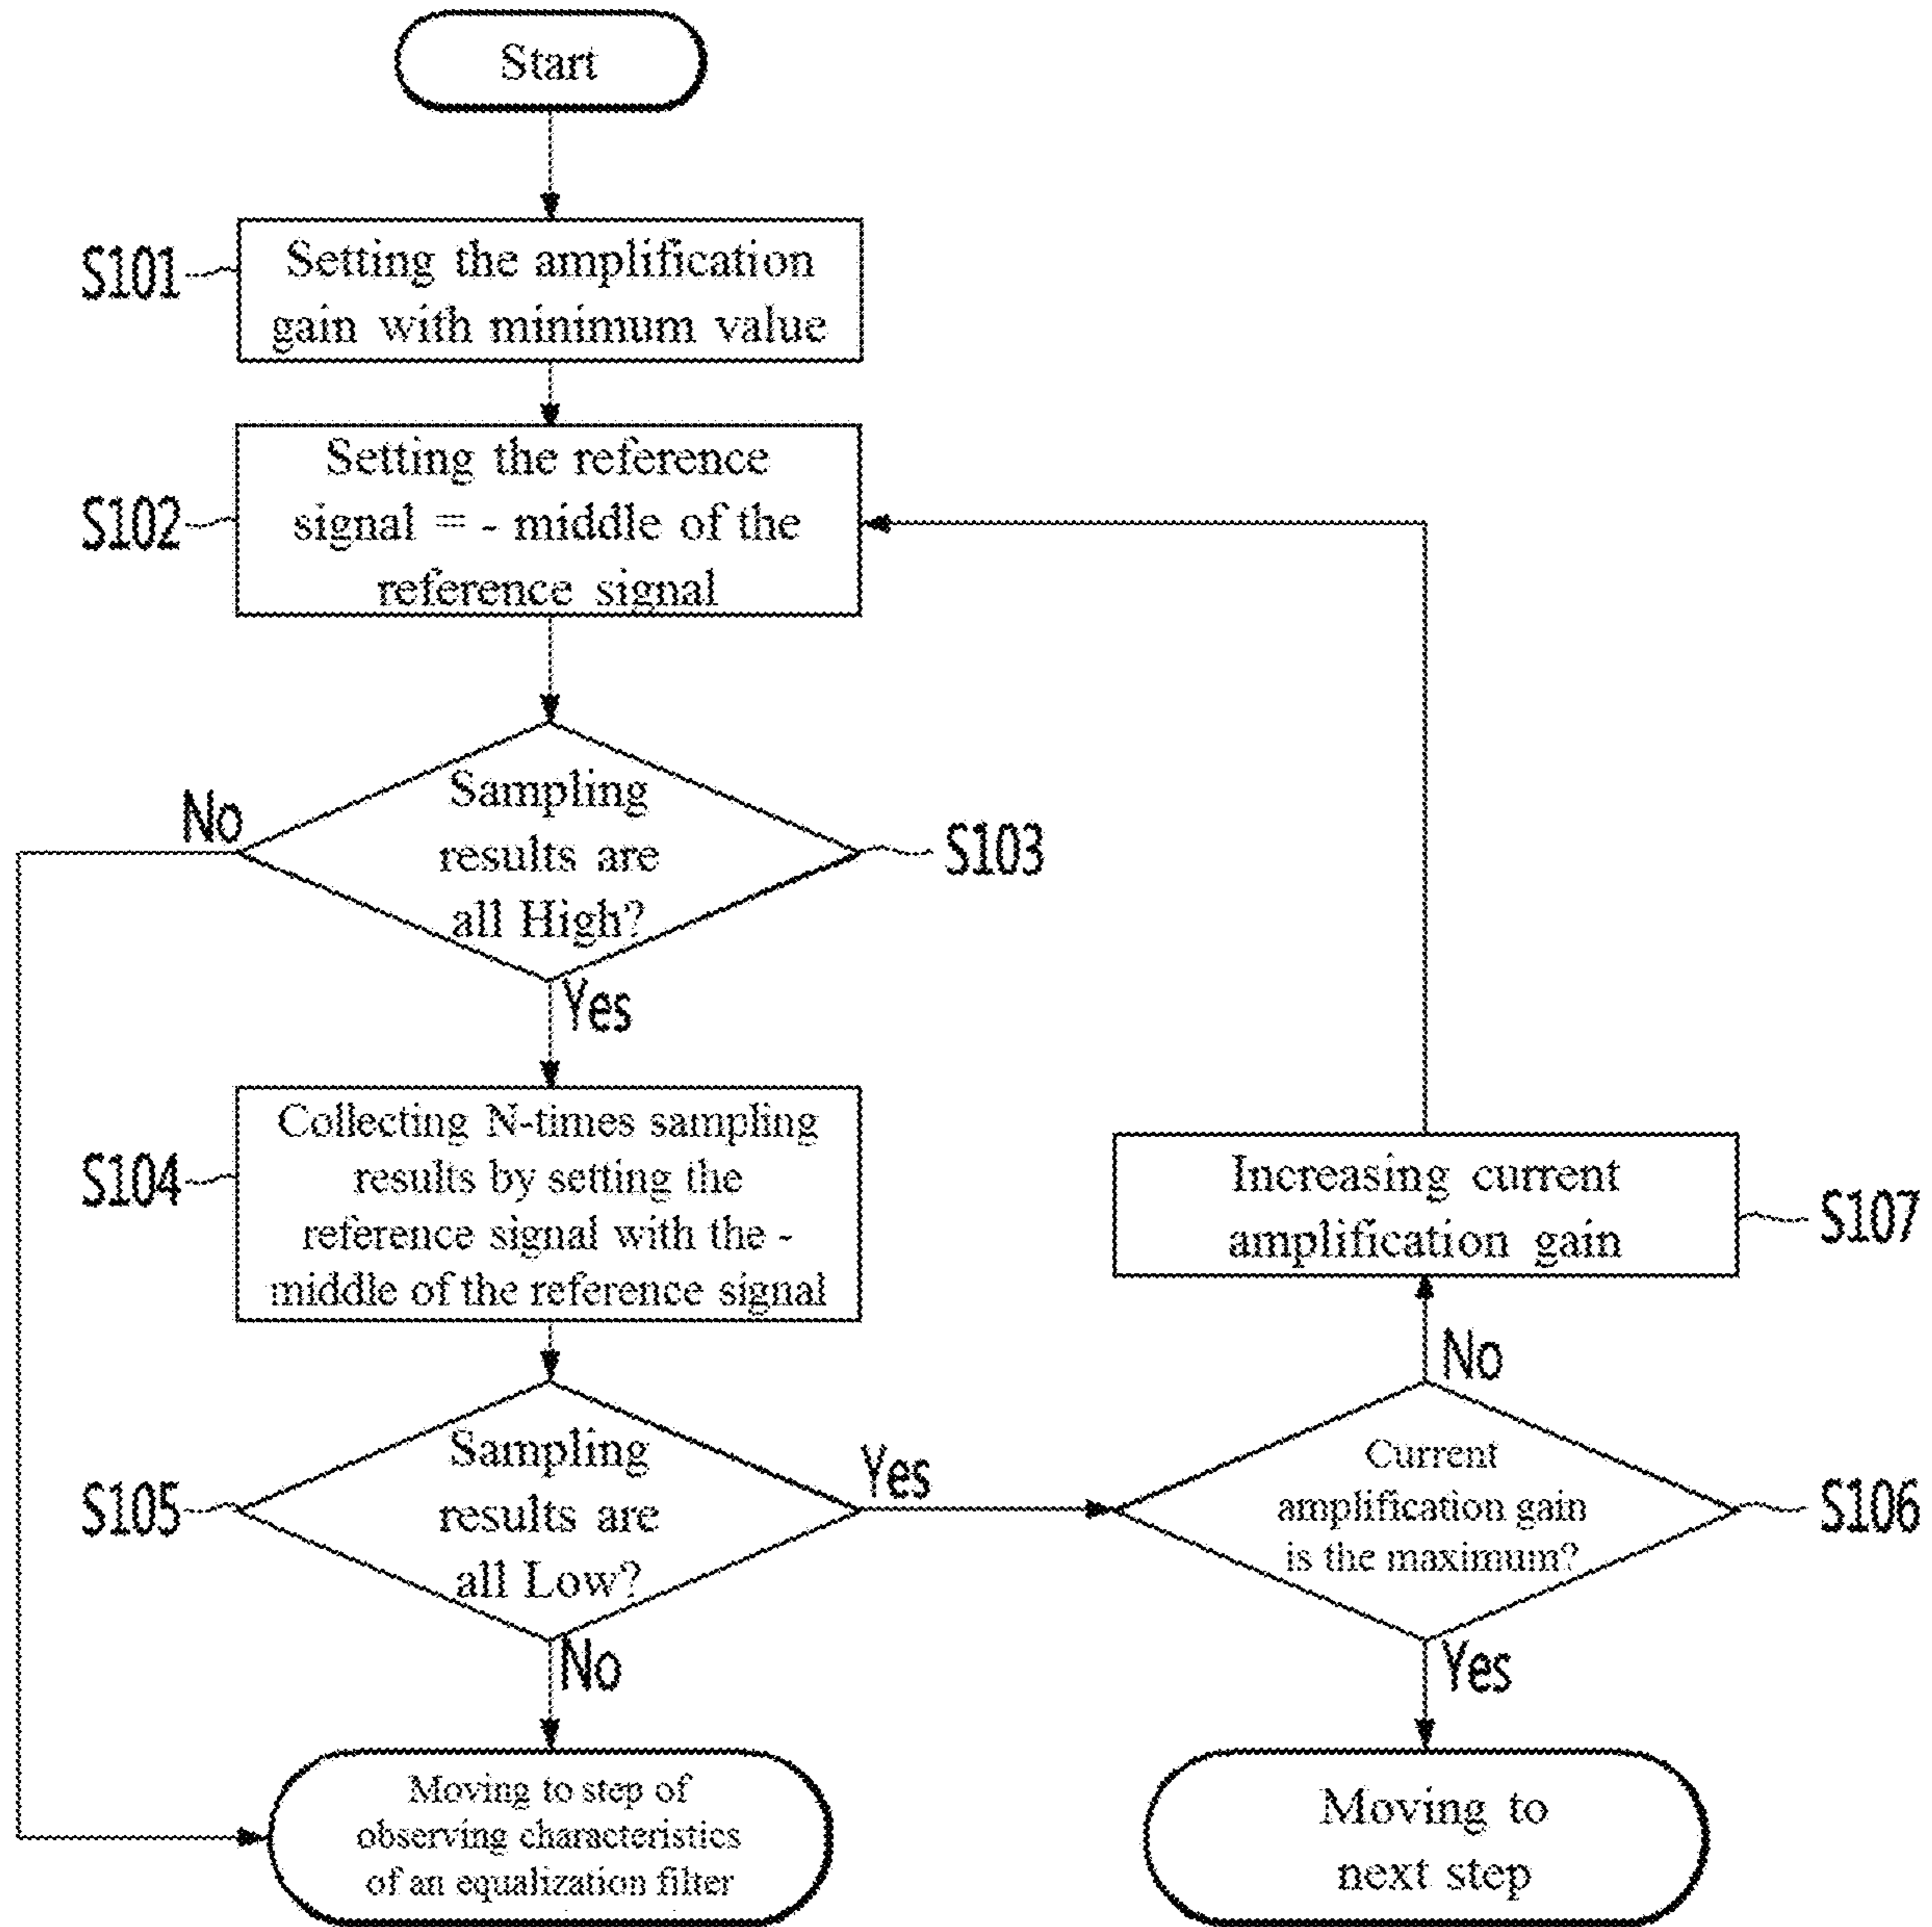 Start
S101
Setting the amplification
gain with minimum value
S102
Setting the reference
signal = - middle of the
reference signal
No
Sampling
results are
all High?
S103
Yes
S104
Collecting N-times sampling
results by setting the
reference signal with the -
middle of the reference signal
Increasing current
amplification gain
S107
No
S105
Sampling
results are
all Low?
Yes
Current
amplification gain
is the maximum?
S106
No
Yes
Moving to step of
observing characteristics
of an equalization filter
Moving to
next step